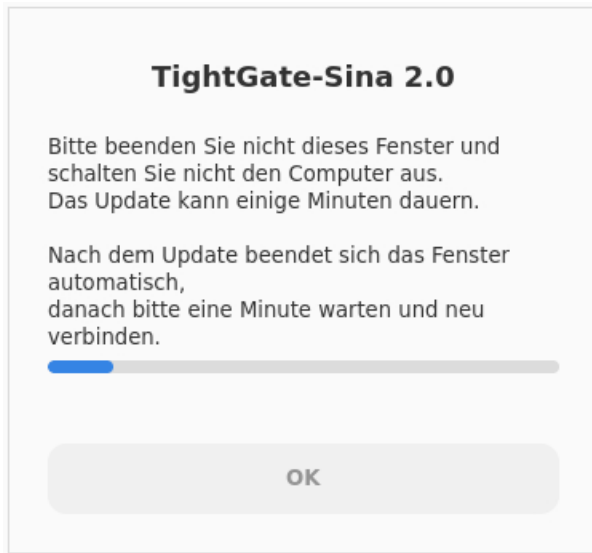 TightGate-Sina 2.0
Bitte beenden Sie nicht dieses Fenster und
schalten Sie nicht den Computer aus.
Das Update kann einige Minuten dauern.
Nach dem Update beendet sich das Fenster
automatisch,
danach bitte eine Minute warten und neu
verbinden.
OK